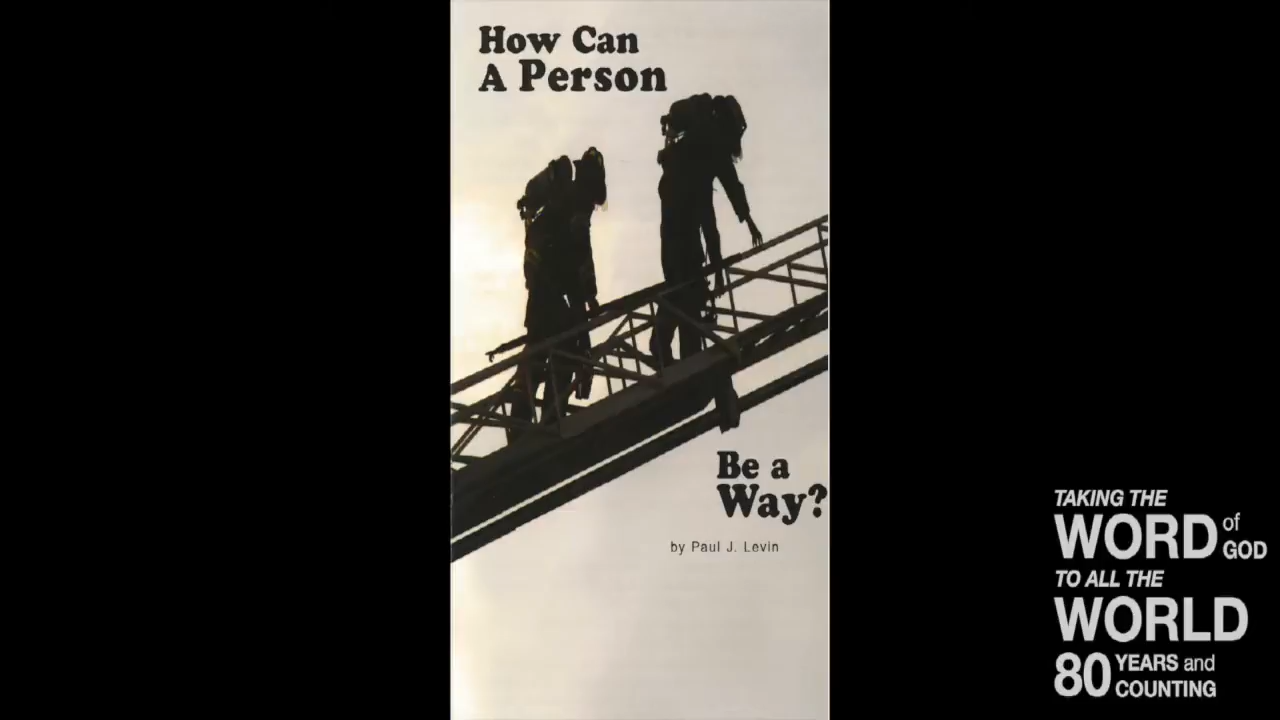 How Can
A Person
Be a
Way?
by Paul J. Levin
TAKING THE
WORD of GOD
TO ALL THE
WORLD
80 YEARS and COUNTING